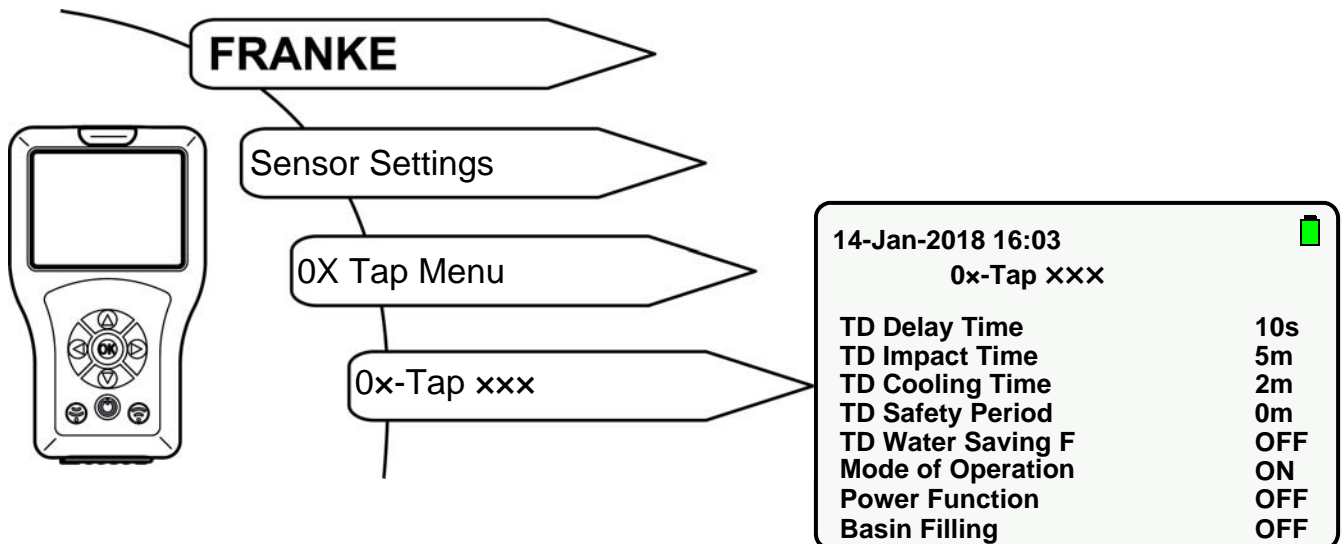 FRANKE
Sensor Settings
0X Tap Menu
0×-Tap ×××
OK
14-Jan-2018 16:03
0×-Tap ×××
TD Delay Time 10s
TD Impact Time 5m
TD Cooling Time 2m
TD Safety Period 0m
TD Water Saving F OFF
Mode of Operation ON
Power Function OFF
Basin Filling OFF